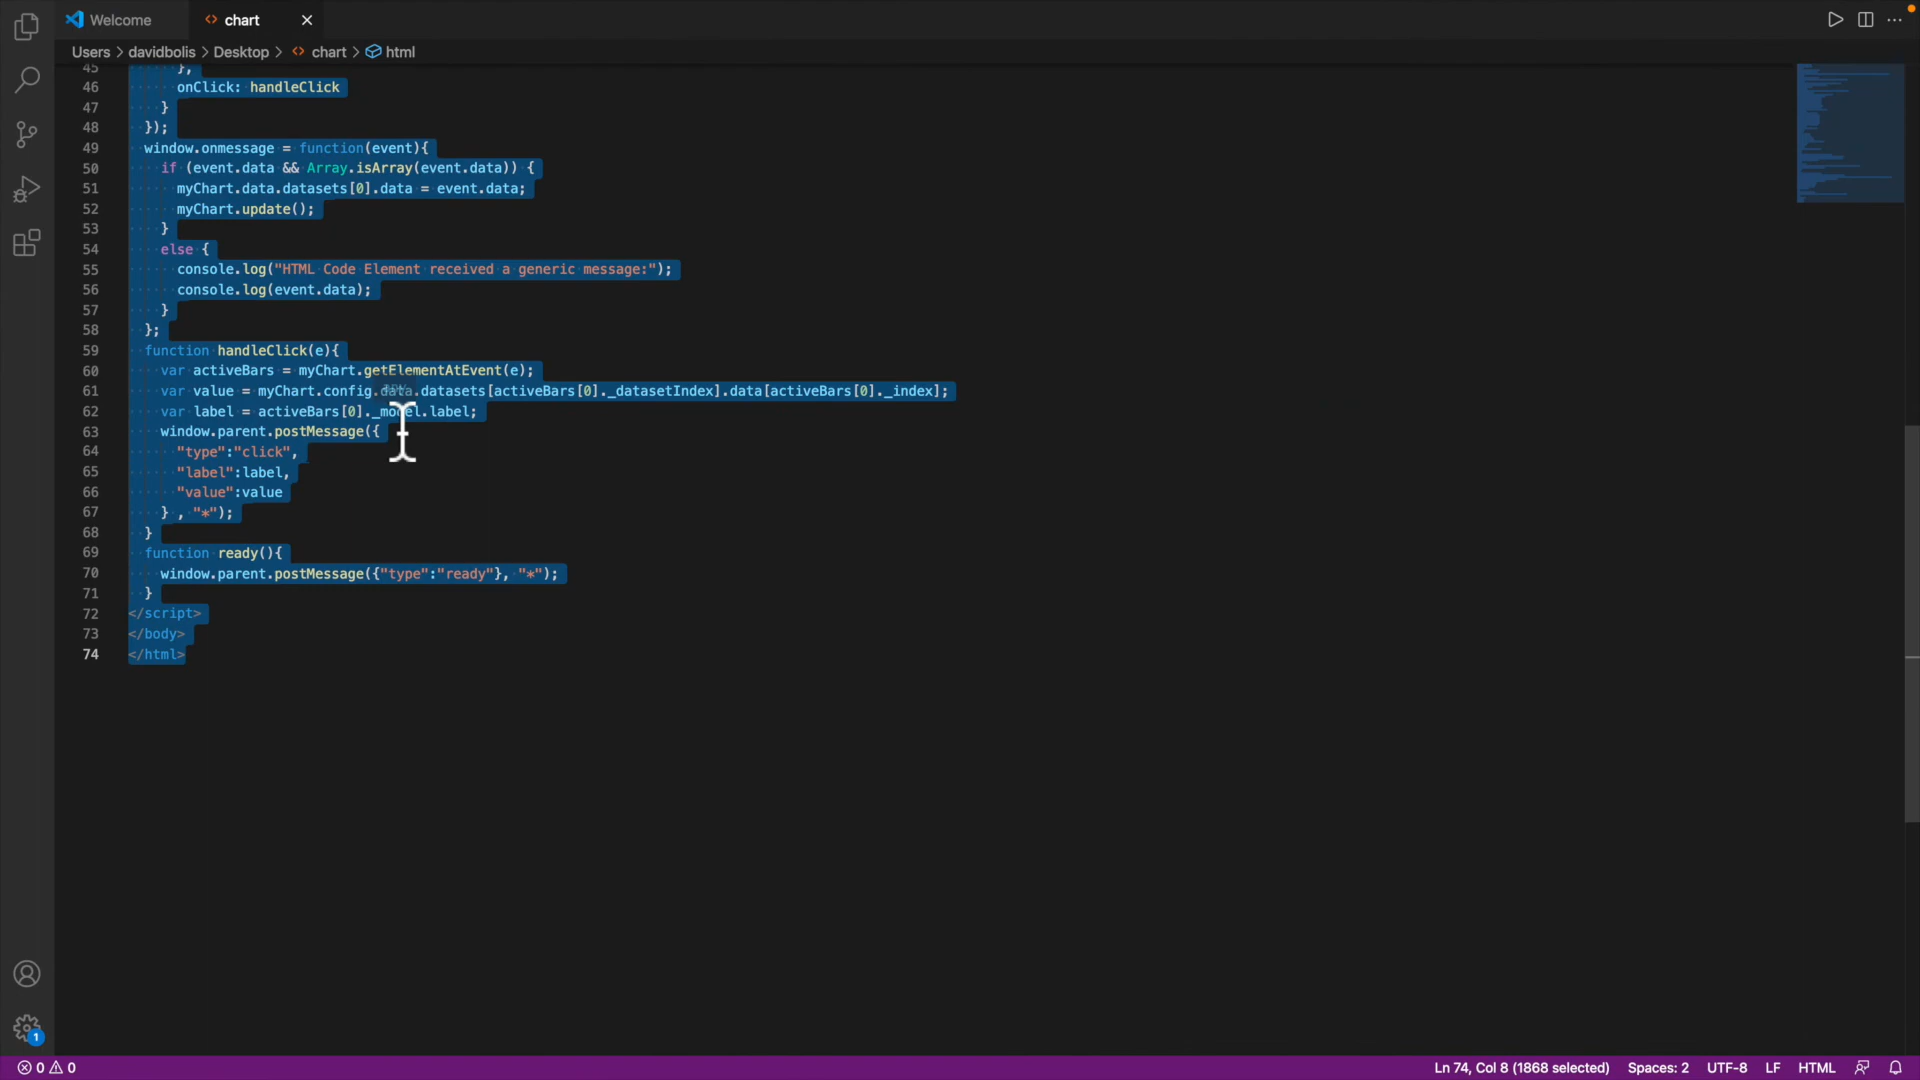 Welcome
chart
Users > davidbolis > Desktop > chart > html
45 },
46 onClick: handleClick
47 }
48 });
49 window.onmessage = function(event){
50 if (event.data && Array.isArray(event.data)) {
51 myChart.data.datasets[0].data = event.data;
52 myChart.update();
53 }
54 else {
55 console.log("HTML Code Element received a generic message:");
56 console.log(event.data);
57 }
58 };
59 function handleClick(e){
60 var activeBars = myChart.getElementAtEvent(e);
61 var value = myChart.config.data.datasets[activeBars[0]._datasetIndex].data[activeBars[0]._index];
62 var label = activeBars[0]._model.label;
63 window.parent.postMessage({
64 "type":"click",
65 "label":label,
66 "value":value
67 } , "*");
68 }
69 function ready(){
70 window.parent.postMessage({"type":"ready"}, "*");
71 }
72 </script>
73 </body>
74 </html>
1
0 0
Ln 74, Col 8 (1868 selected)
Spaces: 2
UTF-8
LF
HTML